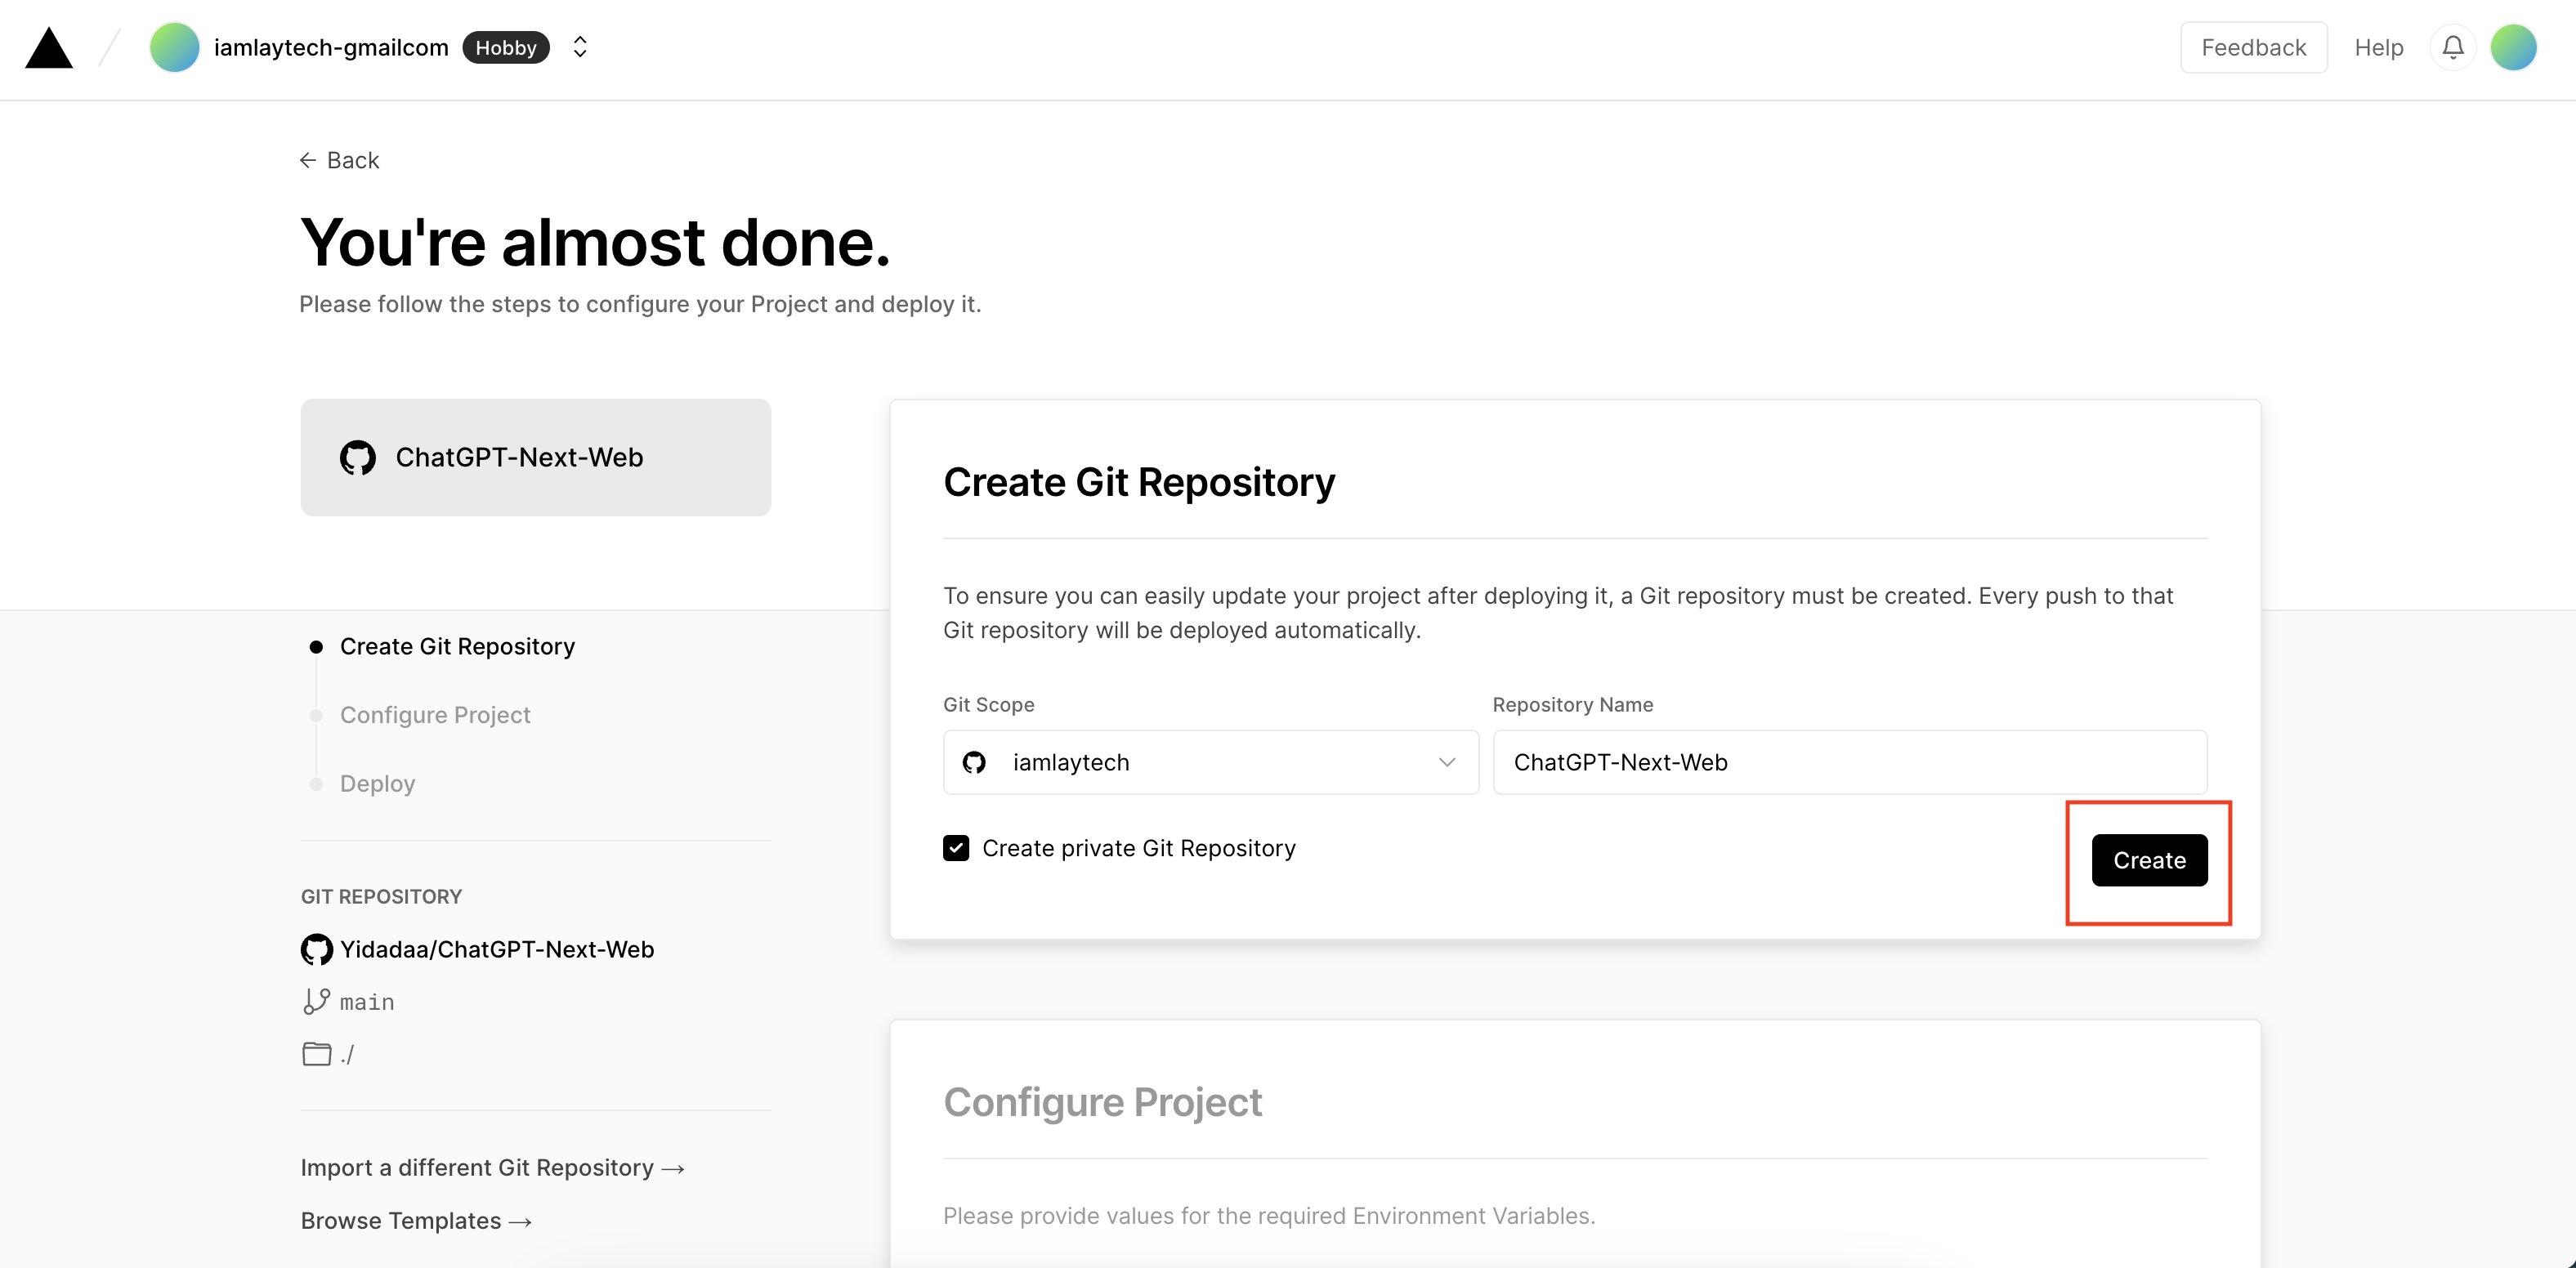 iamlaytech-gmailcom Hobby
Feedback Help
← Back
You're almost done.
Please follow the steps to configure your Project and deploy it.
ChatGPT-Next-Web
Create Git Repository
Configure Project
Deploy
GIT REPOSITORY
Yidadaa/ChatGPT-Next-Web
main
./
Import a different Git Repository →
Browse Templates →
Create Git Repository
To ensure you can easily update your project after deploying it, a Git repository must be created. Every push to that
Git repository will be deployed automatically.
Git Scope
iamlaytech
Repository Name
ChatGPT-Next-Web
Create private Git Repository
Create
Configure Project
Please provide values for the required Environment Variables.